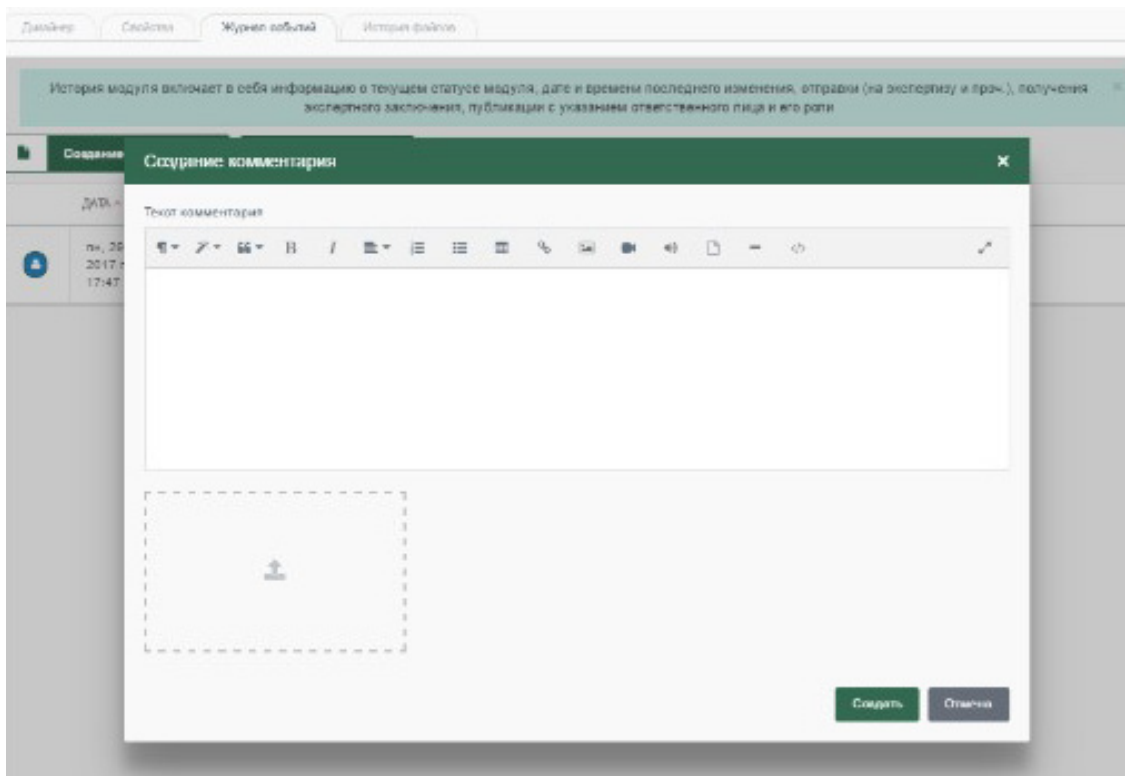 Дизайнер Свойства Журнал событий История файлов
История модуля включает в себя информацию о текущем статусе модуля, дате и времени последнего изменения, отправки (на экспертизу и проч.), получения
экспертного заключения, публикации с указанием ответственного лица и его роли
Создание
Создание комментария
ДАТА
Текст комментария
пн, 29
2017 г
17:47
Создать Отмена